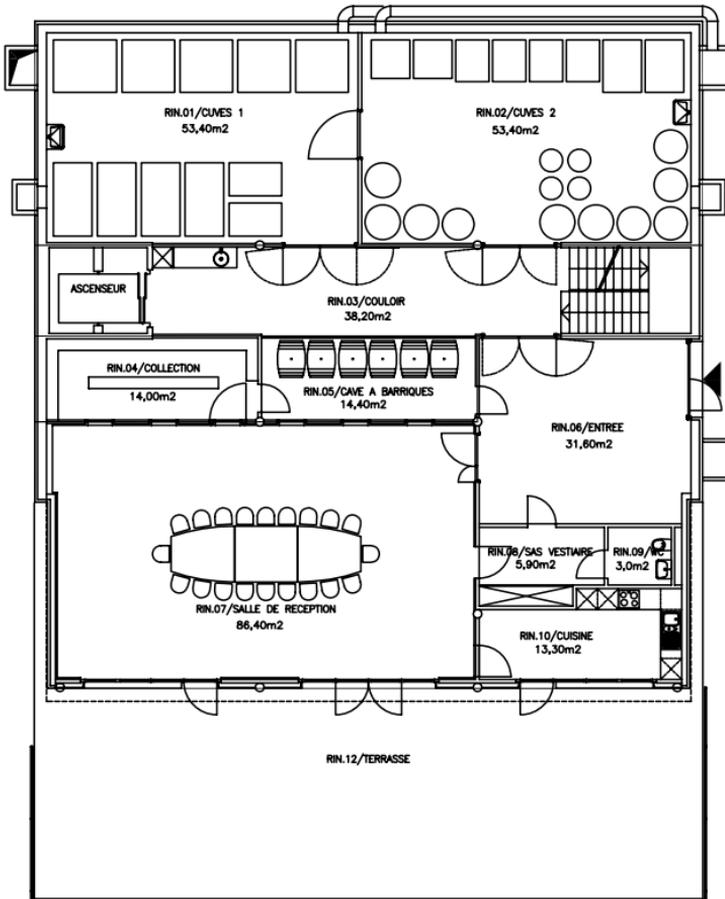 RIN.01/CUVES 1
53,40m2
RIN.02/CUVES 2
53,40m2
ASCENSEUR
RIN.03/COULOIR
38,20m2
RIN.04/COLLECTION
14,00m2
RIN.05/CAVE A BARRIQUES
14,40m2
RIN.06/ENTREE
31,60m2
RIN.08/SAS VESTIAIRE
5,90m2
RIN.09/WC
3,0m2
RIN.07/SALLE DE RECEPTION
86,40m2
RIN.10/CUISINE
13,30m2
RIN.12/TERRASSE